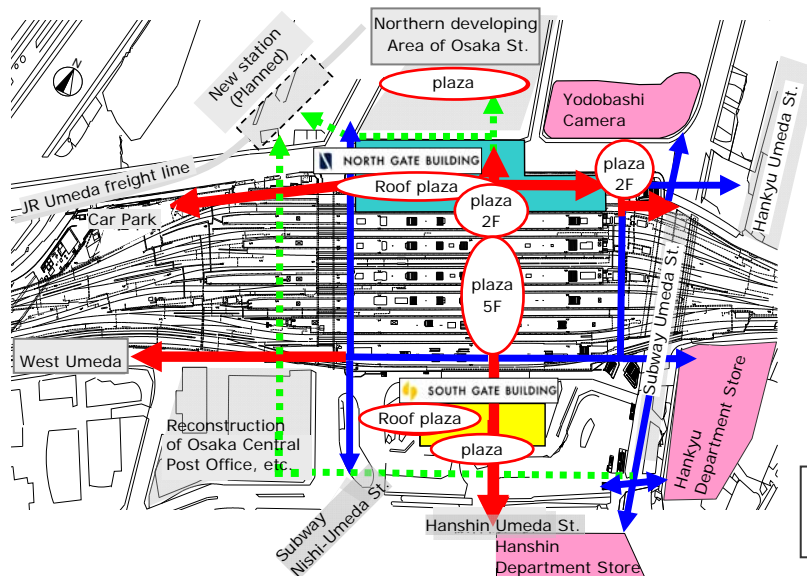 Northern developing
Area of Osaka St.
New station
(Planned)
plaza
Yodobashi
Camera
Hankyu Umeda St.
plaza
2F
N
NORTH GATE BUILDING
JR Umeda freight line
Roof plaza
Car Park
plaza
2F
plaza
5F
Subway Umeda St.
West Umeda
SOUTH GATE BUILDING
Roof plaza
Reconstruction
of Osaka Central
Post Office, etc.
plaza
Hankyu
Department Store
Subway
Nishi-Umeda St.
Hanshin Umeda St.
Hanshin
Department Store